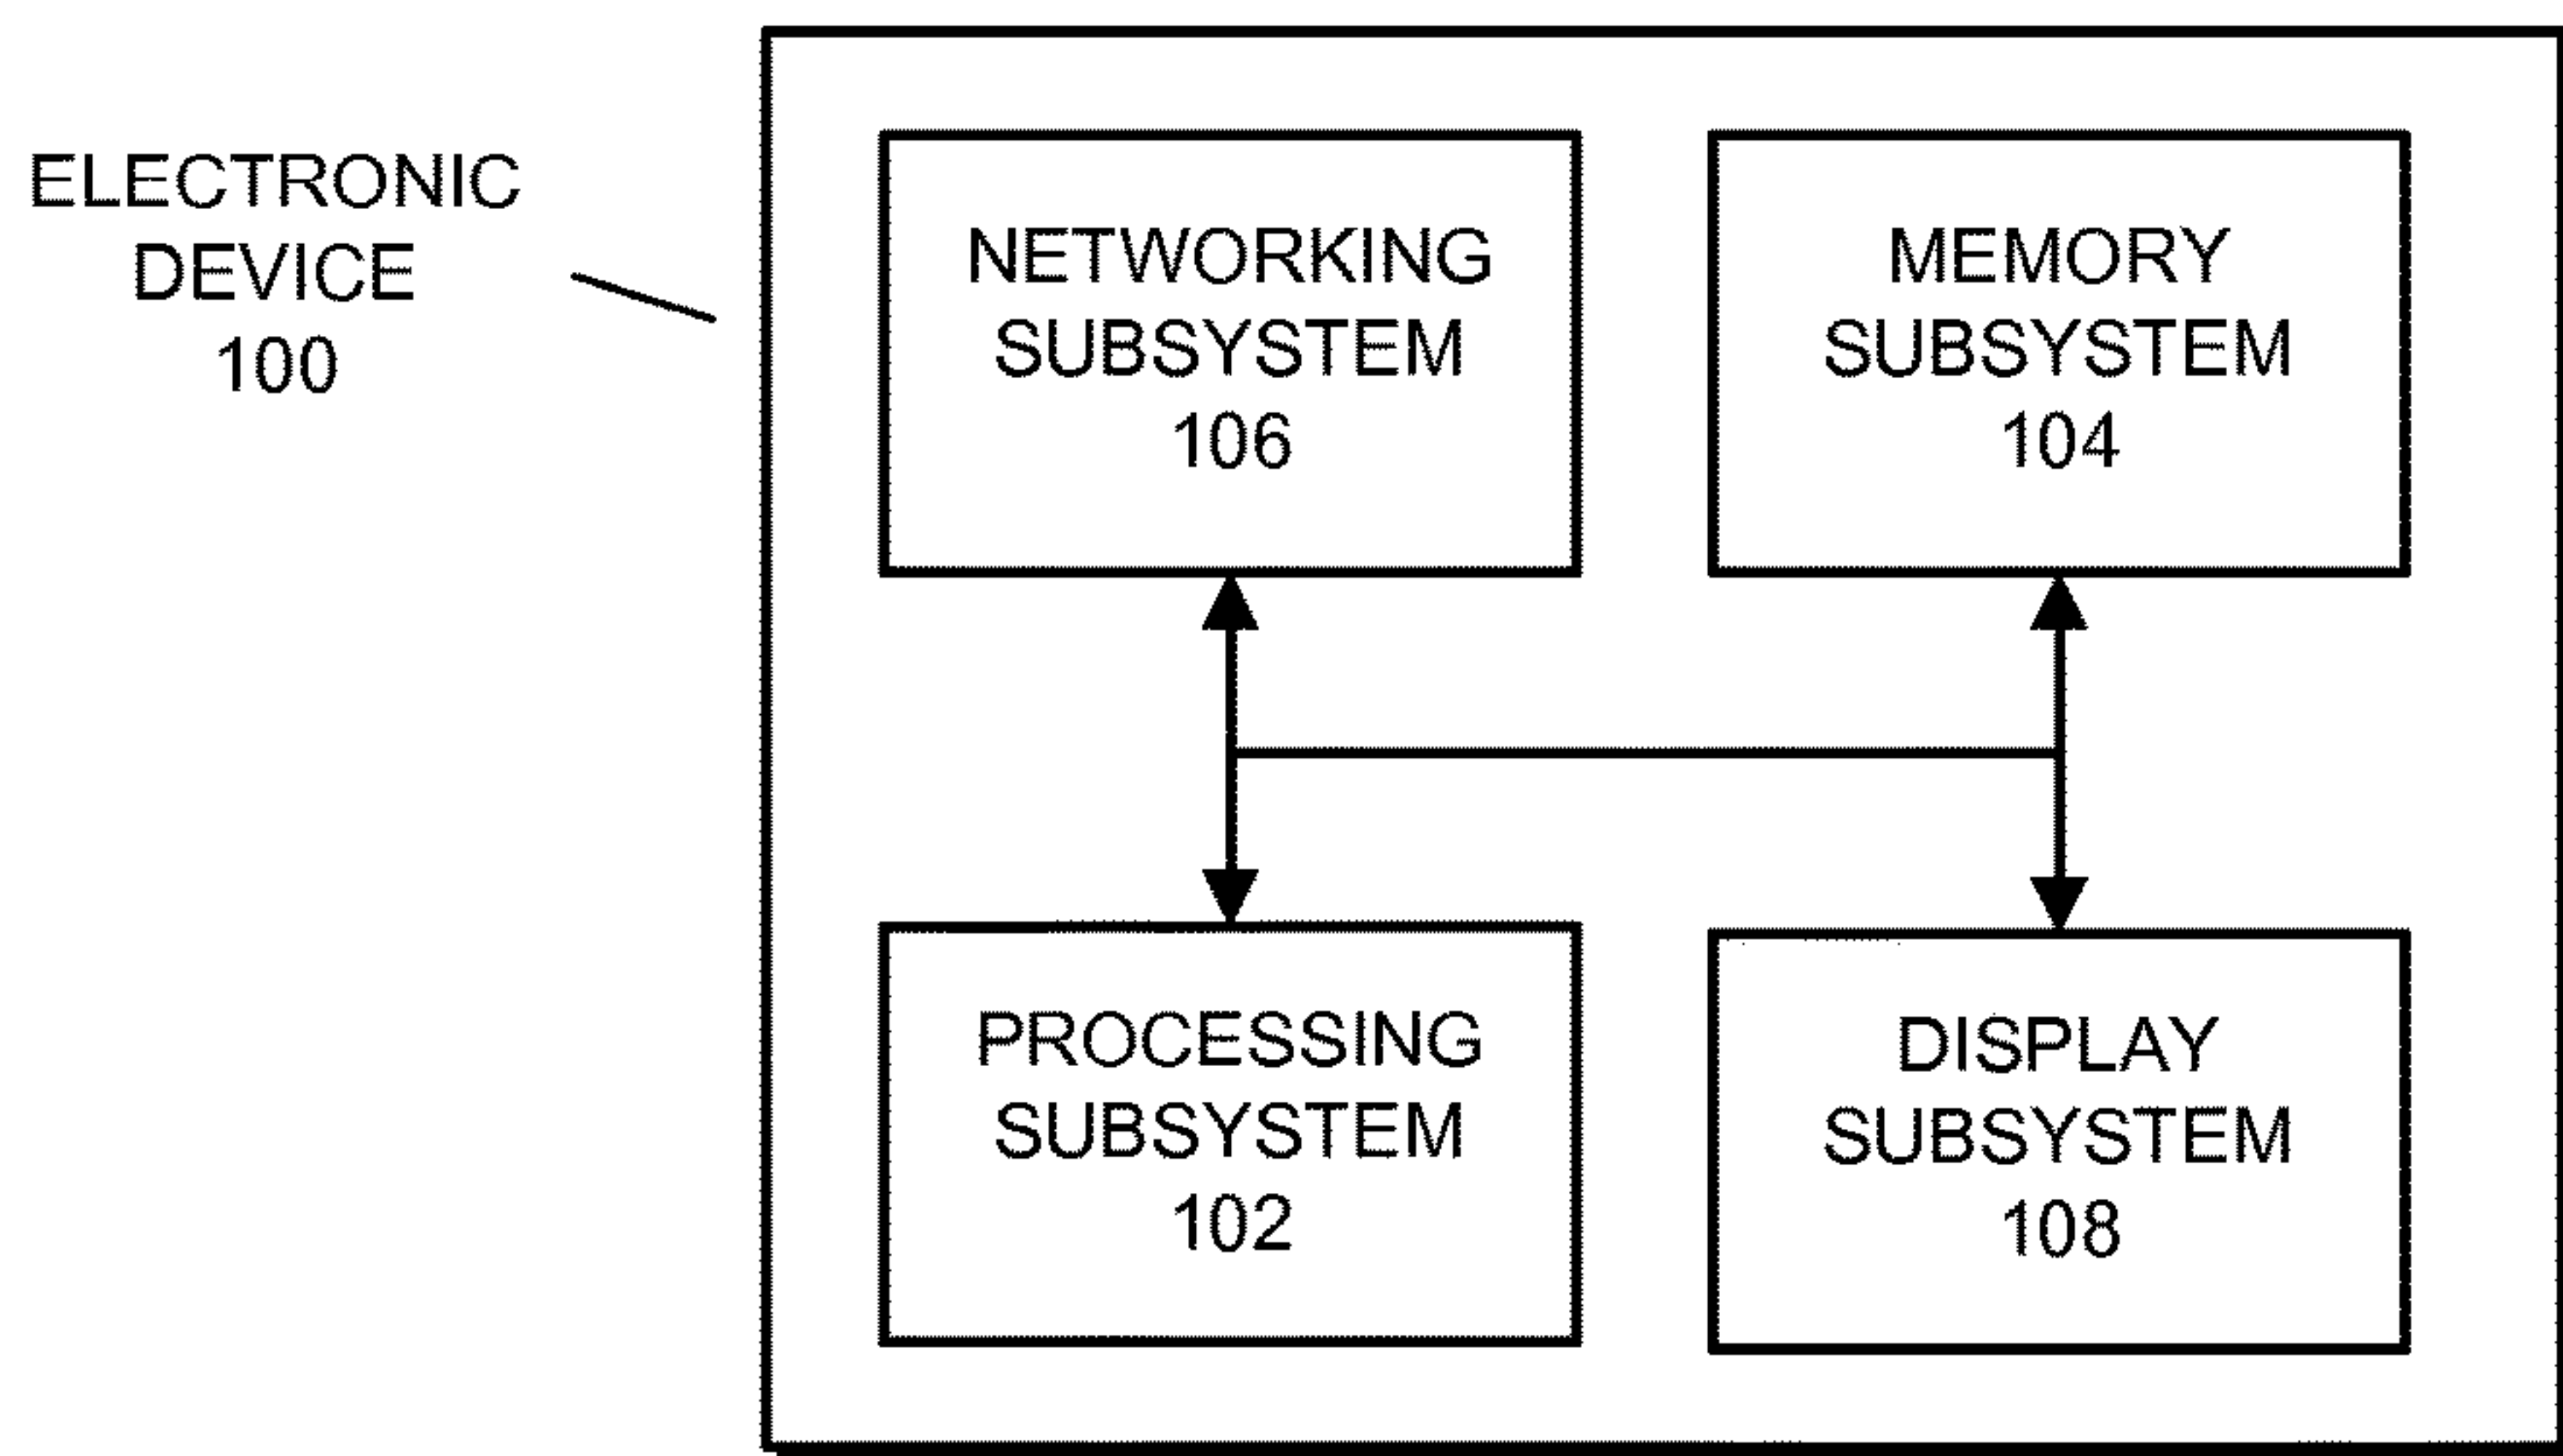 ELECTRONIC
DEVICE
100
NETWORKING
SUBSYSTEM
106
MEMORY
SUBSYSTEM
104
PROCESSING
SUBSYSTEM
102
DISPLAY
SUBSYSTEM
108